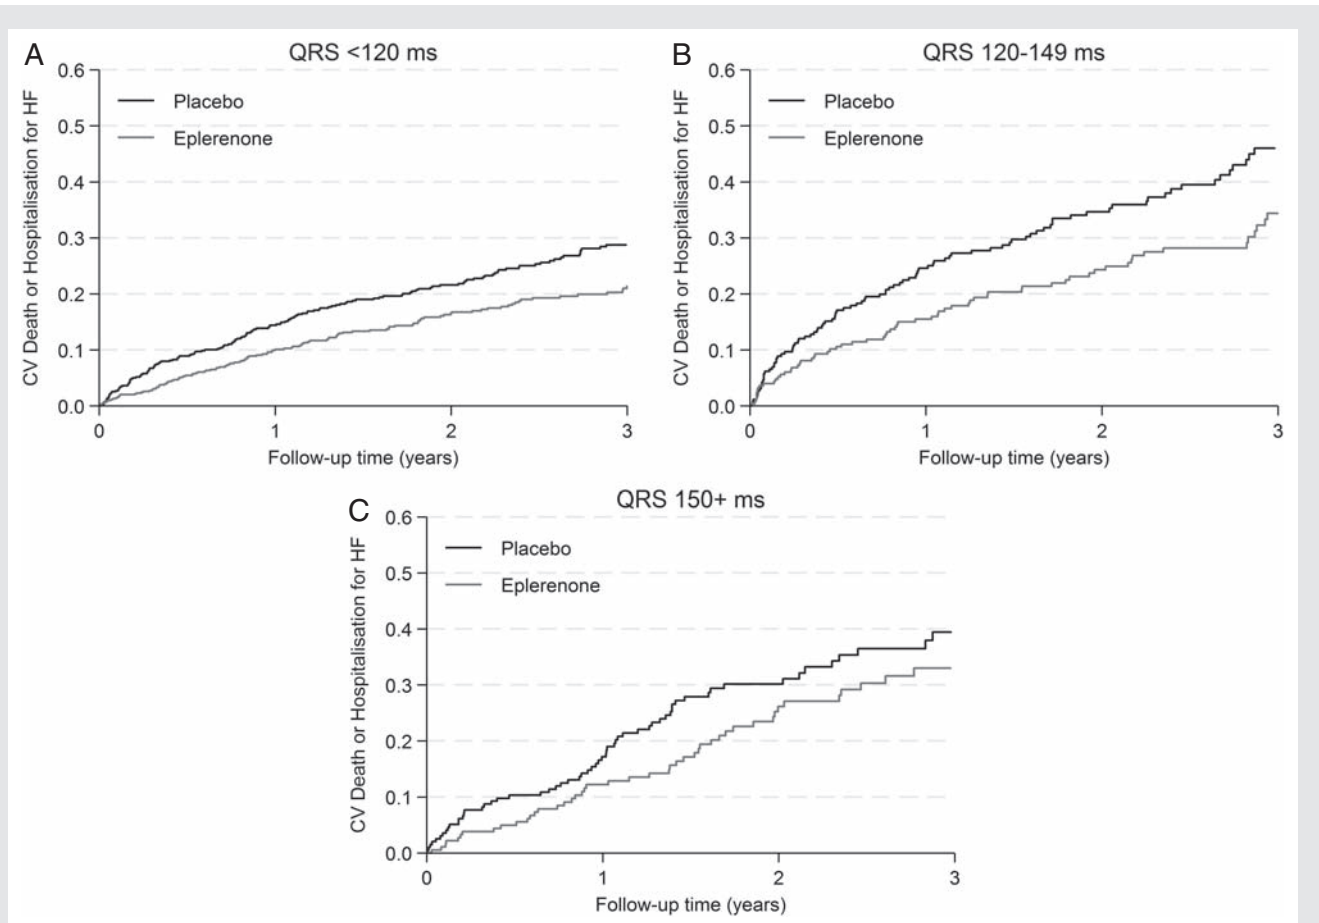 A
QRS <120 ms
CV Death or Hospitalisation for HF
0.6
0.5
0.4
0.3
0.2
0.1
0.0
Placebo
Eplerenone
0 1 2 3
Follow-up time (years)
B
QRS 120-149 ms
CV Death or Hospitalisation for HF
0.6
0.5
0.4
0.3
0.2
0.1
0.0
Placebo
Eplerenone
0 1 2 3
Follow-up time (years)
C
QRS 150+ ms
CV Death or Hospitalisation for HF
0.6
0.5
0.4
0.3
0.2
0.1
0.0
Placebo
Eplerenone
0 1 2 3
Follow-up time (years)